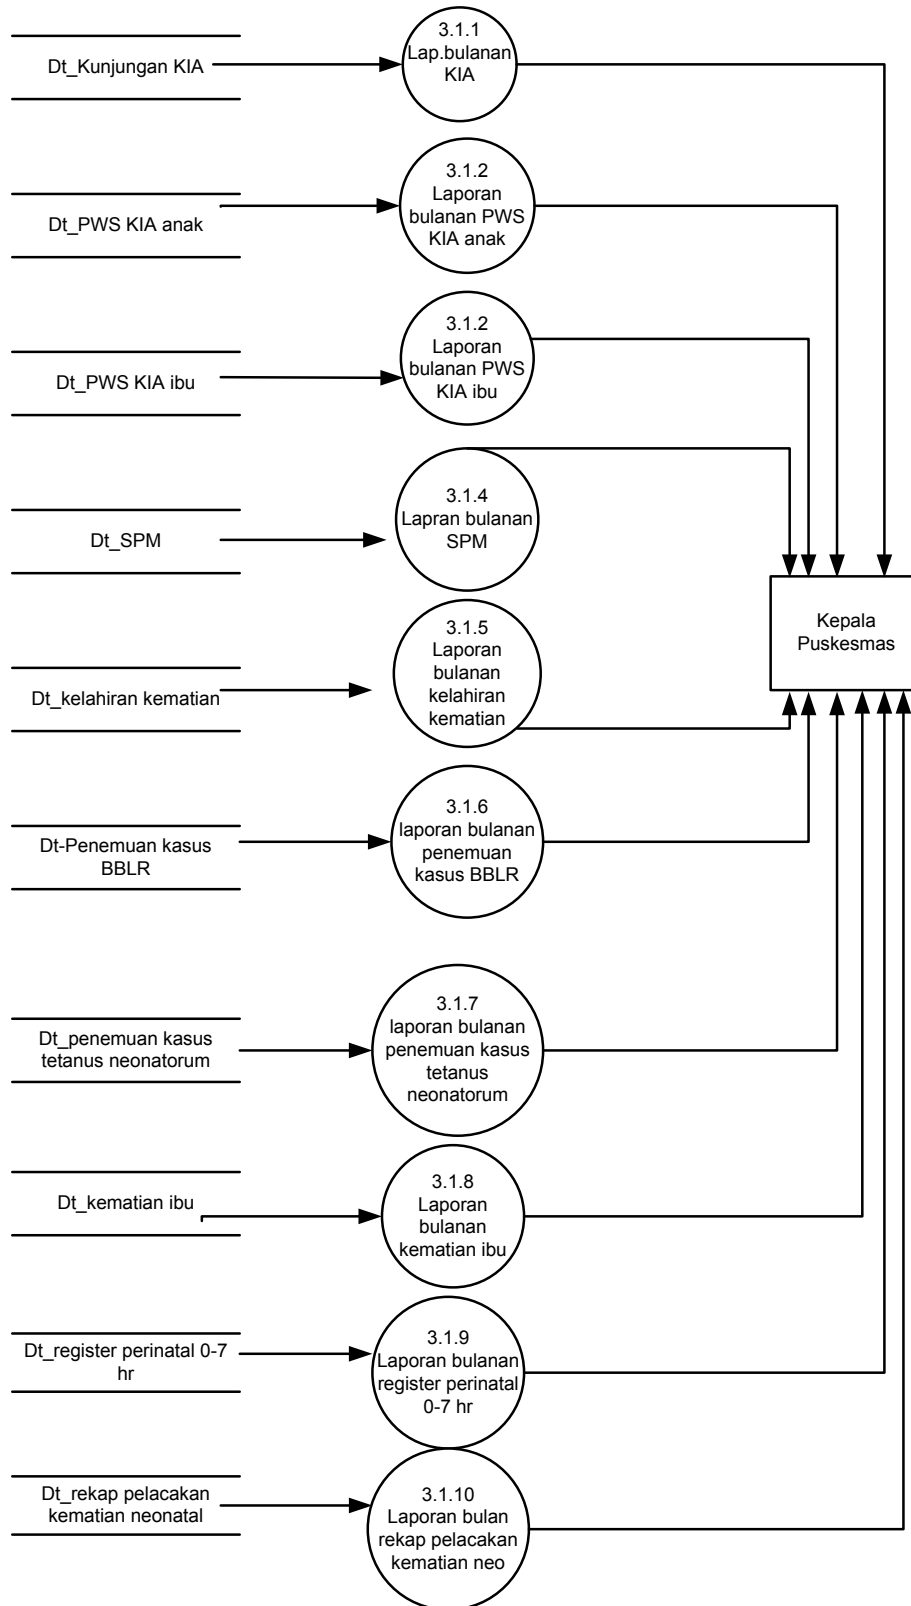 Dt_Kunjungan KIA
3.1.1
Lap.bulanan
KIA
Dt_PWS KIA anak
3.1.2
Laporan
bulanan PWS
KIA anak
Dt_PWS KIA ibu
3.1.2
Laporan
bulanan PWS
KIA ibu
Dt_SPM
3.1.4
Lapran bulanan
SPM
Kepala
Puskesmas
Dt_kelahiran kematian
3.1.5
Laporan
bulanan
kelahiran
kematian
Dt-Penemuan kasus
BBLR
3.1.6
laporan bulanan
penemuan
kasus BBLR
Dt_penemuan kasus
tetanus neonatorum
3.1.7
laporan bulanan
penemuan kasus
tetanus
neonatorum
Dt_kematian ibu
3.1.8
Laporan
bulanan
kematian ibu
Dt_register perinatal 0-7
hr
3.1.9
Laporan bulanan
register perinatal
0-7 hr
Dt_rekap pelacakan
kematian neonatal
3.1.10
Laporan bulan
rekap pelacakan
kematian neo